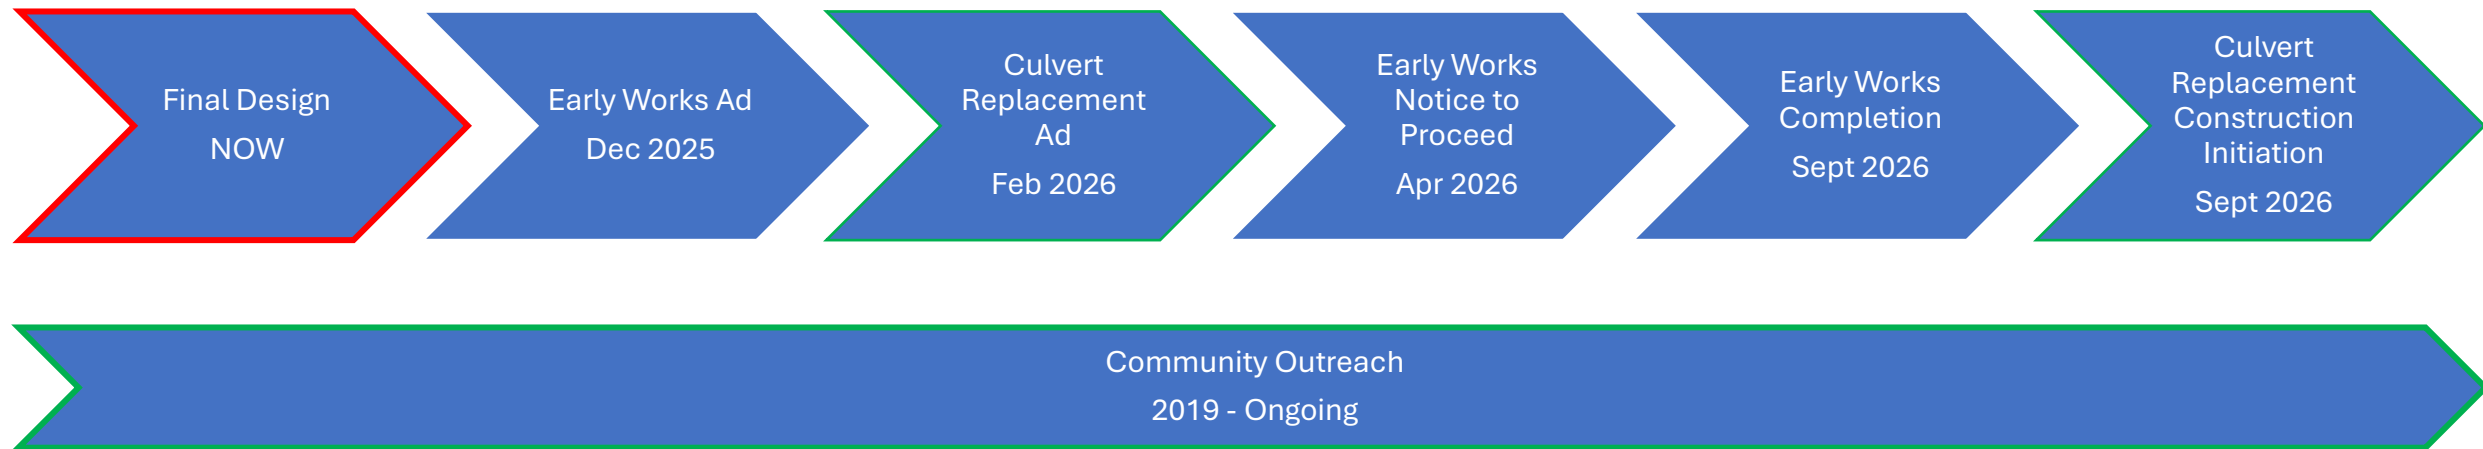 Final Design
NOW
Early Works Ad
Dec 2025
Culvert
Replacement
Ad
Feb 2026
Early Works
Notice to
Proceed
Apr 2026
Early Works
Completion
Sept 2026
Culvert
Replacement
Construction
Initiation
Sept 2026
Community Outreach
2019 - Ongoing